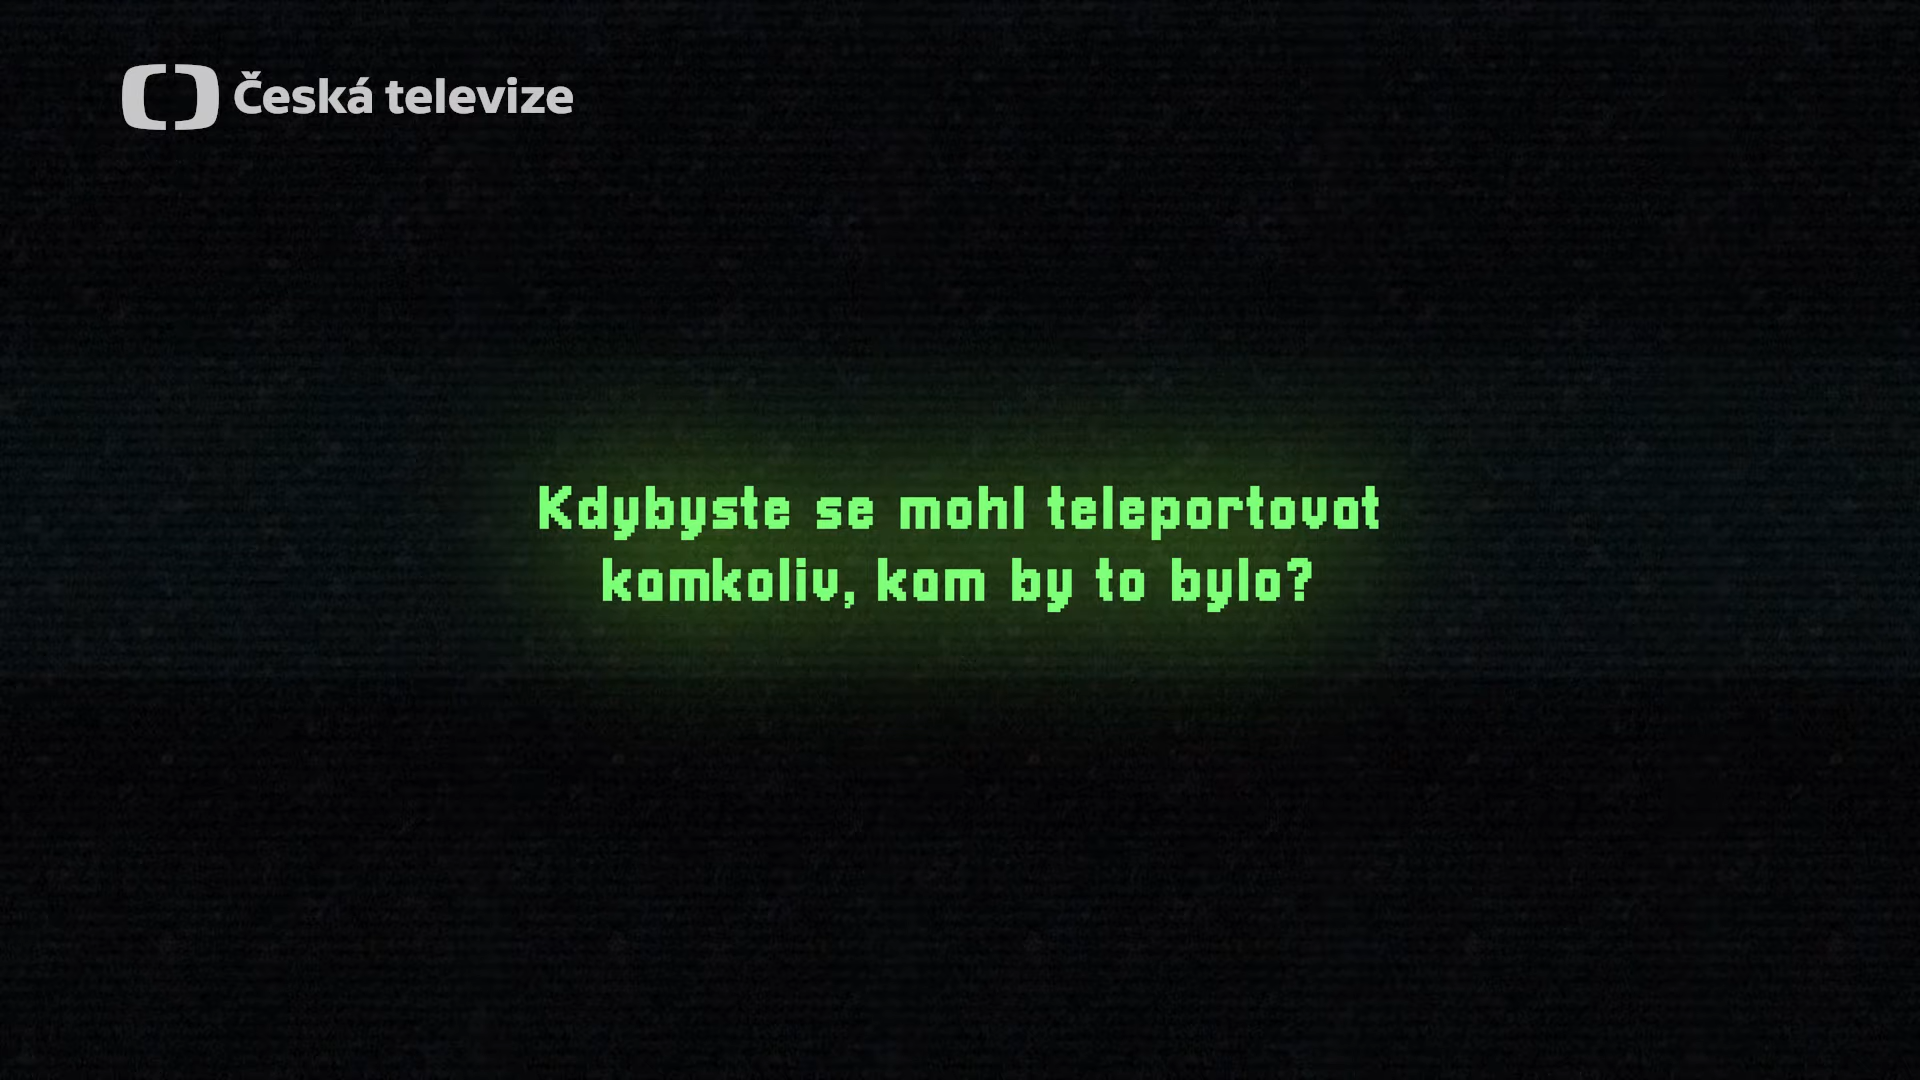 Česká televize
Kdybyste se mohl teleportovat
kamkoliv, kam by to bylo?